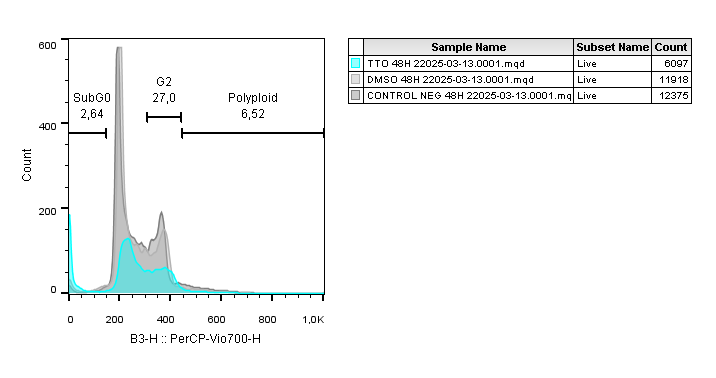 600
400
200
0
Count
SubG0
2,64
G2
27,0
Polyploid
6,52
0 200 400 600 800 1,0K
B3-H :: PerCP-Vio700-H
Sample Name Subset Name Count
TTO 48H 22025-03-13.0001.mqd Live 6097
DMSO 48H 22025-03-13.0001.mqd Live 11918
CONTROL NEG 48H 22025-03-13.0001.mq Live 12375